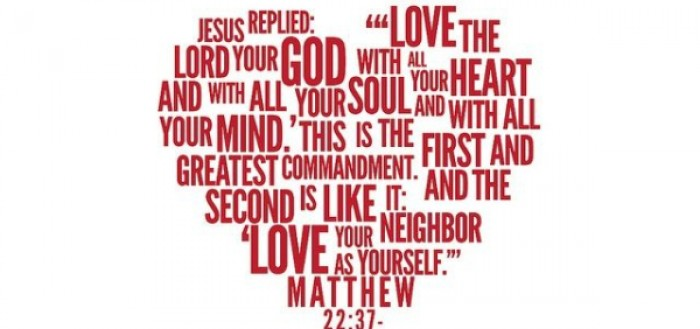 JESUS REPLIED: "'LOVE THE
LORD YOUR GOD WITH ALL YOUR HEART
AND WITH ALL YOUR SOUL AND WITH ALL
YOUR MIND.' THIS IS THE FIRST AND
GREATEST COMMANDMENT. AND THE
SECOND IS LIKE IT:
'LOVE YOUR NEIGHBOR
AS YOURSELF.'"
MATTHEW
22:37-